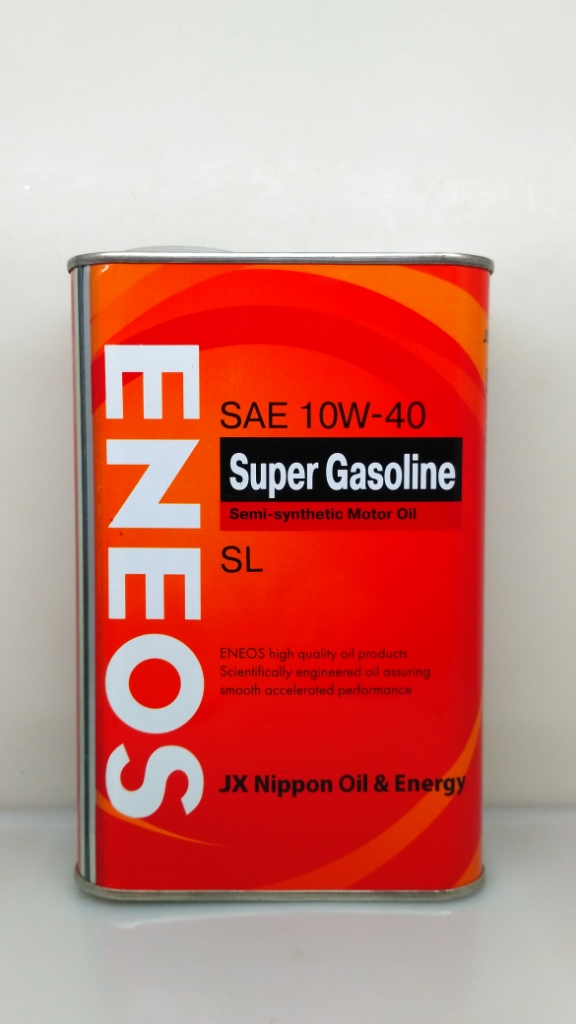 ENEOS
SAE 10W-40
Super Gasoline
Semi-synthetic Motor Oil
SL
ENEOS high quality oil products
Scientifically engineered oil assuring
smooth accelerated performance
JX Nippon Oil & Energy